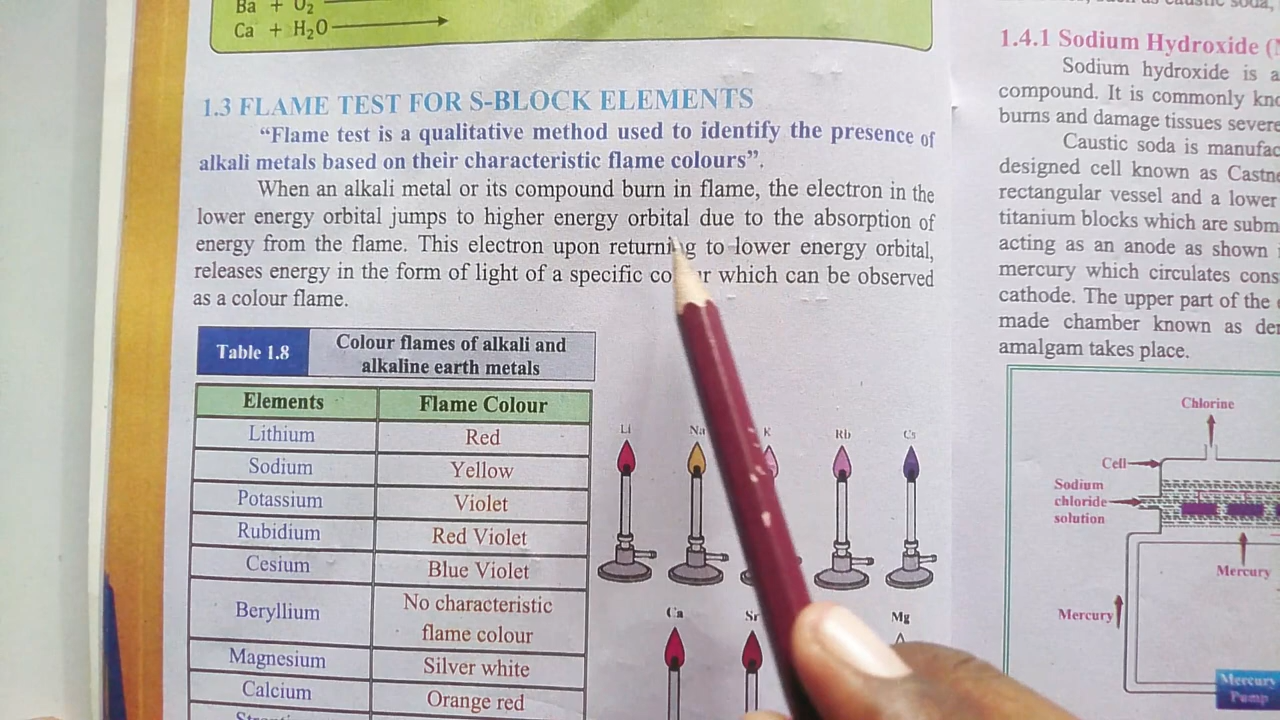 Ba + O2
Ca + H2O
1.3 FLAME TEST FOR S-BLOCK ELEMENTS
“Flame test is a qualitative method used to identify the presence of
alkali metals based on their characteristic flame colours”.
When an alkali metal or its compound burn in flame, the electron in the
lower energy orbital jumps to higher energy orbital due to the absorption of
energy from the flame. This electron upon returning to lower energy orbital,
releases energy in the form of light of a specific which can be observed
as a colour flame.
Table 1.8
Colour flames of alkali and
alkaline earth metals
Elements Flame Colour
Lithium Red
Sodium Yellow
Potassium Violet
Rubidium Red Violet
Cesium Blue Violet
Beryllium No characteristic
flame colour
Magnesium Silver white
Calcium Orange red
Li Na K Rb Cs
Ca Sr Mg
1.4.1 Sodium Hydroxide
Sodium hydroxide is a
compound. It is commonly
burns and damage tissues
Caustic soda is
designed cell known as
rectangular vessel and a lower
titanium blocks which are
acting as an anode as shown
mercury which circulates
cathode. The upper part of the
made chamber known as
amalgam takes place.
Chlorine
Cell
Sodium
chloride
solution
Mercury
Mercury
Mercury
Pump